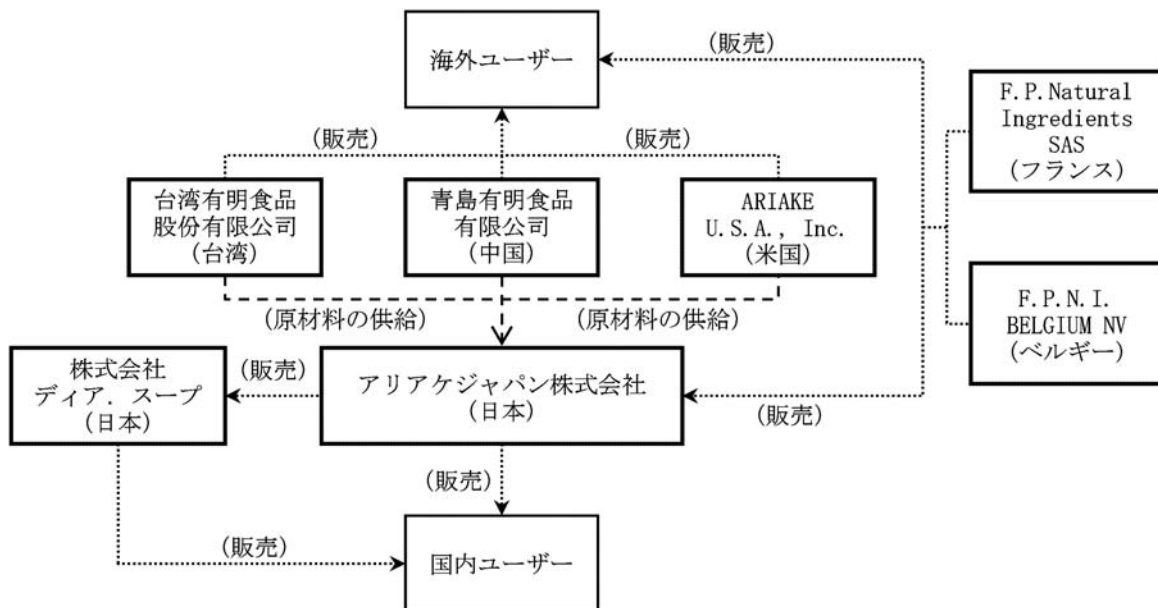 (販売)
海外ユーザー
F.P.Natural
Ingredients
SAS
(フランス)
(販売)
(販売)
台湾有明食品
股份有限公司
(台湾)
青島有明食品
有限公司
(中国)
ARIAKE
U.S.A., Inc.
(米国)
F.P.N.I.
BELGIUM NV
(ベルギー)
(原材料の供給)
(原材料の供給)
株式会社
ディア．スープ
(日本)
(販売)
アリアケジャパン株式会社
(日本)
(販売)
(販売)
(販売)
国内ユーザー